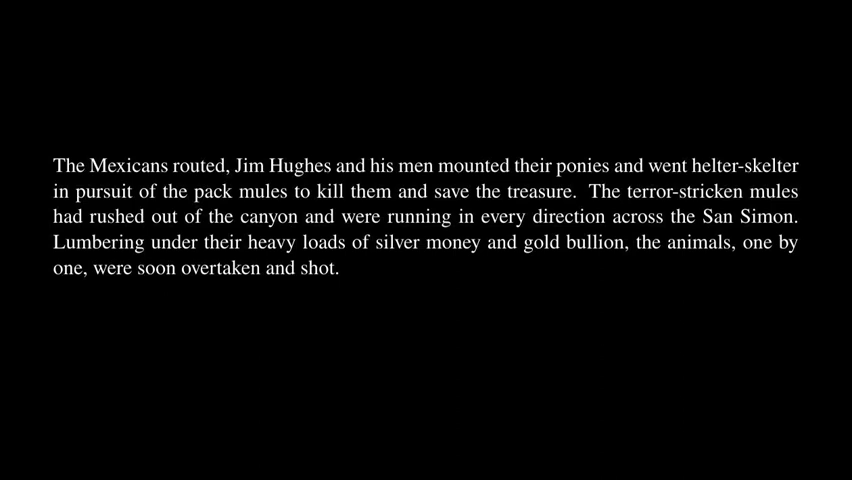 The Mexicans routed, Jim Hughes and his men mounted their ponies and went helter-skelter
in pursuit of the pack mules to kill them and save the treasure. The terror-stricken mules
had rushed out of the canyon and were running in every direction across the San Simon.
Lumbering under their heavy loads of silver money and gold bullion, the animals, one by
one, were soon overtaken and shot.